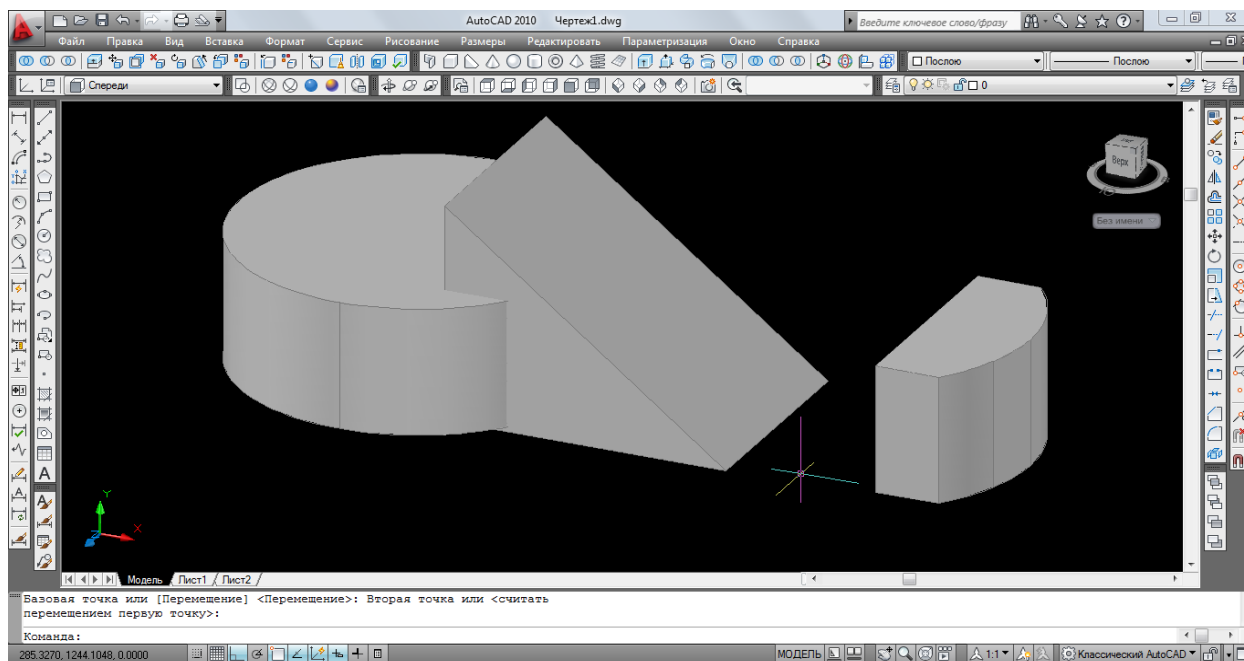 AutoCAD 2010 Чертеж1.dwg
Введите ключевое слово/фразу
Файл Правка Вид Вставка Формат Сервис Рисование Размеры Редактировать Параметризация Окно Справка
Послою
Послою
Спереди
0
Верх
Без имени
Y
X
A
Модель Лист1 Лист2
Базовая точка или [Перемещение] <Перемещение>: Вторая точка или <считать
перемещением первую точку>:
Команда:
285.3270, 1244.1048, 0.0000
МОДЕЛЬ
1:1
Классический AutoCAD